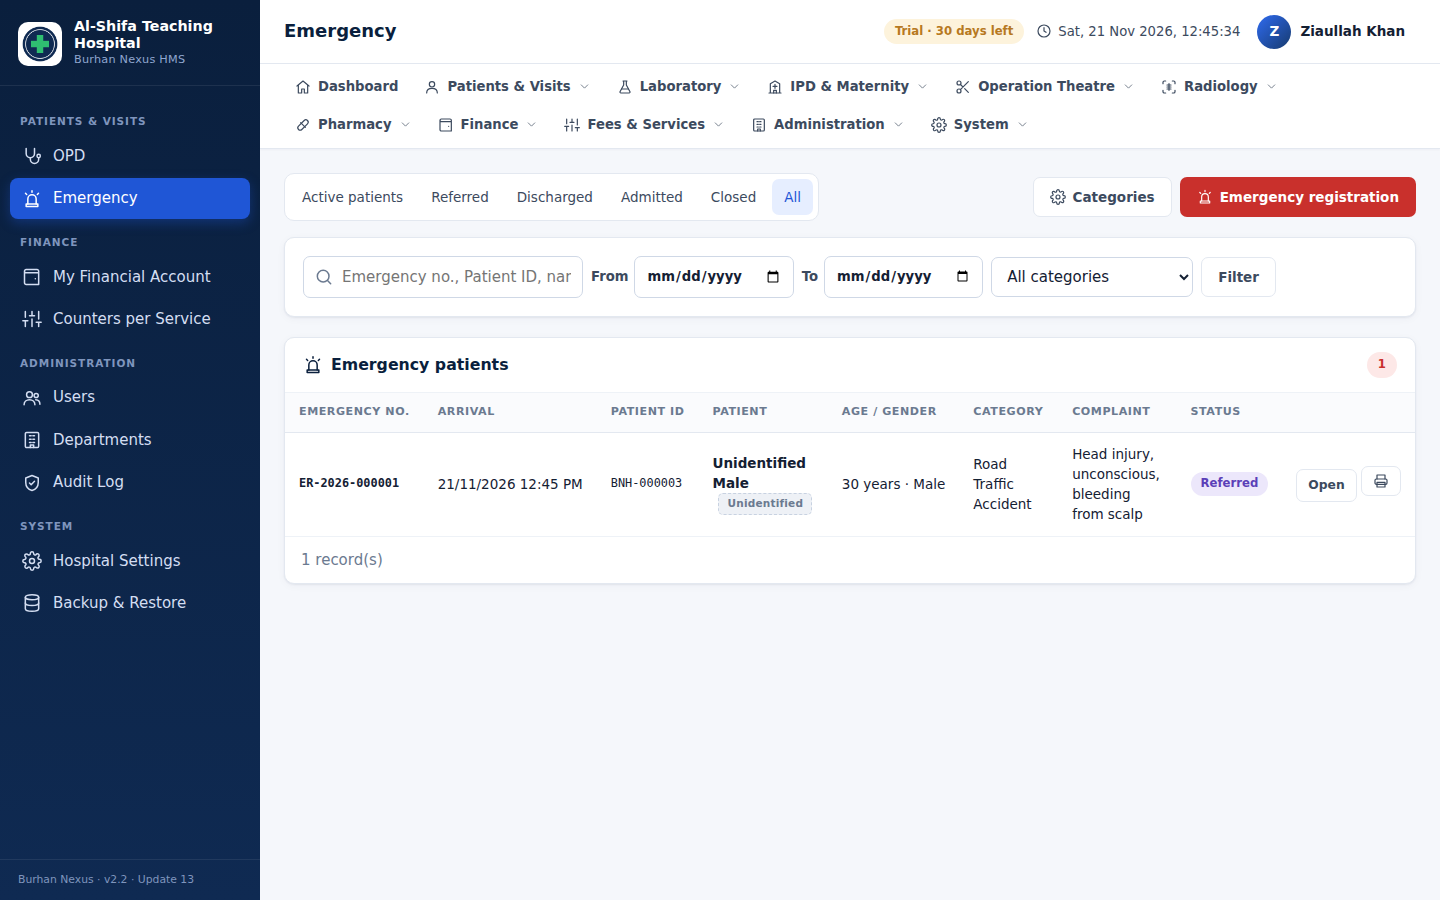 Al-Shifa Teaching
Hospital
Burhan Nexus HMS
Emergency
Trial · 30 days left
Sat, 21 Nov 2026, 12:45:34
Z
Ziaullah Khan
Dashboard
Patients & Visits
Laboratory
IPD & Maternity
Operation Theatre
Radiology
Pharmacy
Finance
Fees & Services
Administration
System
PATIENTS & VISITS
OPD
Emergency
FINANCE
My Financial Account
Counters per Service
ADMINISTRATION
Users
Departments
Audit Log
SYSTEM
Hospital Settings
Backup & Restore
Burhan Nexus · v2.2 · Update 13
Active patients
Referred
Discharged
Admitted
Closed
All
Categories
Emergency registration
Emergency no., Patient ID, nar
From
mm/dd/yyyy
To
mm/dd/yyyy
All categories
Filter
Emergency patients
1
EMERGENCY NO.
ARRIVAL
PATIENT ID
PATIENT
AGE / GENDER
CATEGORY
COMPLAINT
STATUS
ER-2026-000001
21/11/2026 12:45 PM
BNH-000003
Unidentified
Male
Unidentified
30 years · Male
Road
Traffic
Accident
Head injury,
unconscious,
bleeding
from scalp
Referred
Open
1 record(s)